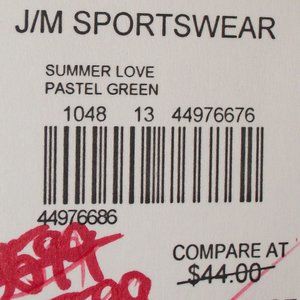 J/M SPORTSWEAR
SUMMER LOVE
PASTEL GREEN
1048 13 44976676
44976686
COMPARE AT
$44.00